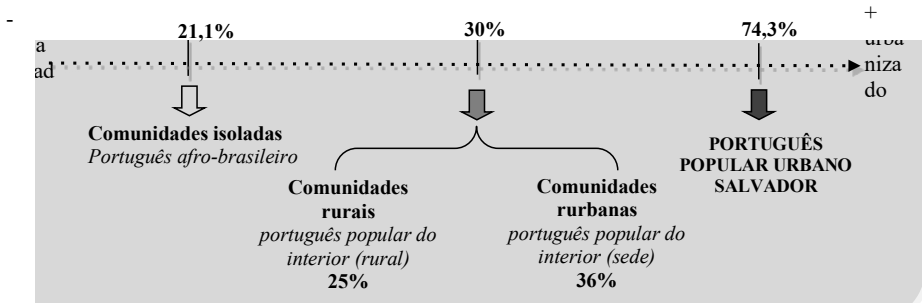 -
+
21,1%
30%
74,3%
a
ad
urba
niza
do
Comunidades isoladas
Português afro-brasileiro
PORTUGUÊS
POPULAR URBANO
SALVADOR
Comunidades
rurais
português popular do
interior (rural)
25%
Comunidades
rurbanas
português popular do
interior (sede)
36%